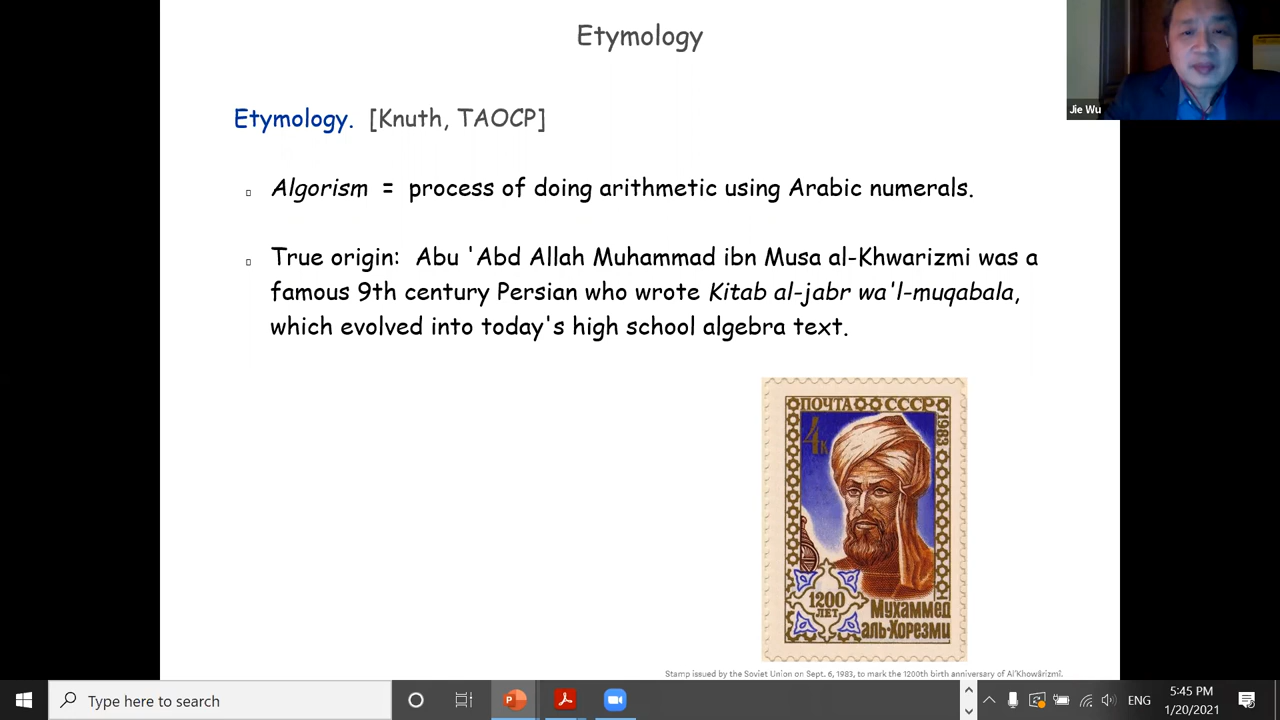 Etymology
Jie Wu
Etymology. [Knuth, TAOCP]
Algorism = process of doing arithmetic using Arabic numerals.
True origin: Abu 'Abd Allah Muhammad ibn Musa al-Khwarizmi was a
famous 9th century Persian who wrote Kitab al-jabr wa'l-muqabala,
which evolved into today's high school algebra text.
ПОЧТА СССР
1983
4к
1200
ЛЕТ
Мухаммед
аль·Хорезми
Stamp issued by the Soviet Union on Sept. 6, 1983, to mark the 1200th birth anniversary of Al'Khowârizmî.
Type here to search
ENG
5:45 PM
1/20/2021